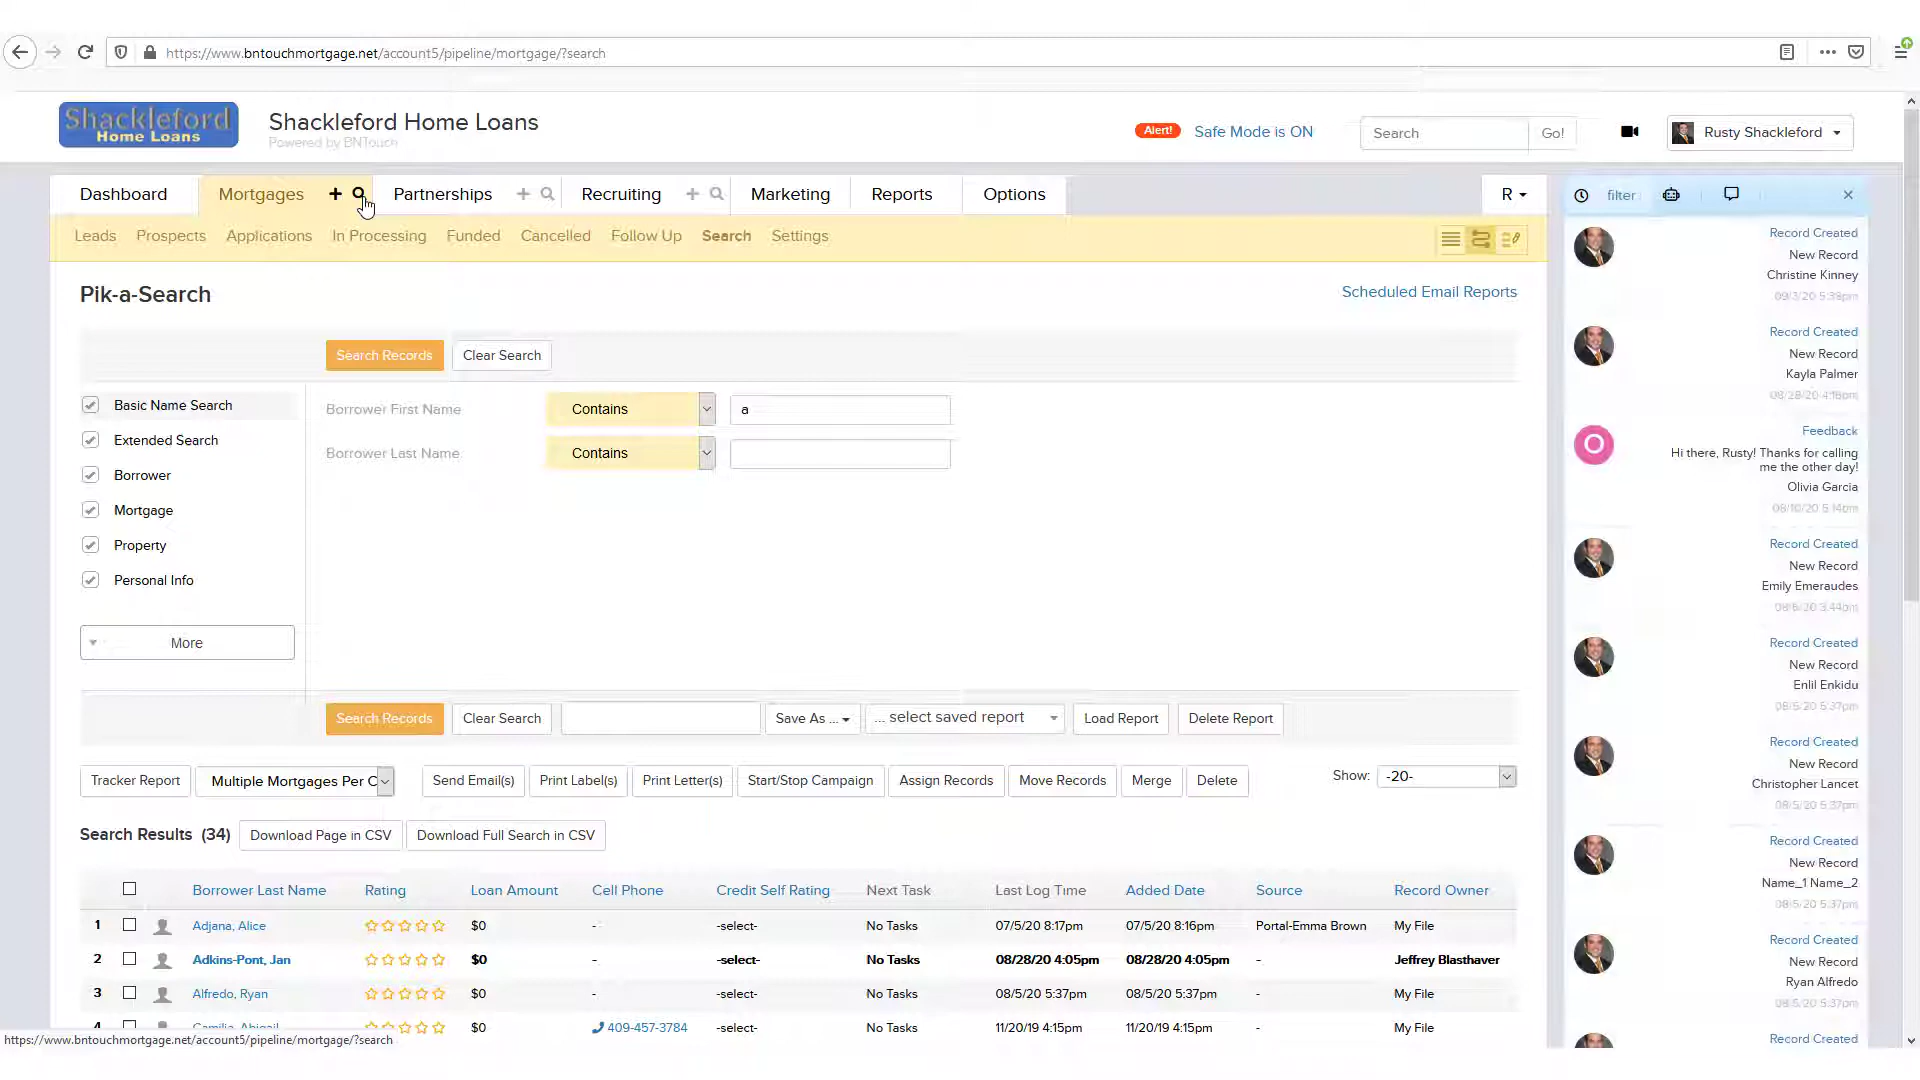 https://www.bntouchmortgage.net/account5/pipeline/mortgage/?search
Shackleford
Home Loans
Shackleford Home Loans
Powered by BNTouch
Alert! Safe Mode is ON
Search Go!
Rusty Shackleford
Dashboard Mortgages Partnerships Recruiting Marketing Reports Options R
filter
Leads Prospects Applications In Processing Funded Cancelled Follow Up Search Settings
Pik-a-Search
Scheduled Email Reports
Search Records Clear Search
Basic Name Search
Extended Search
Borrower
Mortgage
Property
Personal Info
More
Borrower First Name Contains a
Borrower Last Name Contains
Search Records Clear Search Save As ... ... select saved report Load Report Delete Report
Tracker Report Multiple Mortgages Per C Send Email(s) Print Label(s) Print Letter(s) Start/Stop Campaign Assign Records Move Records Merge Delete Show: -20-
Search Results (34) Download Page in CSV Download Full Search in CSV
Borrower Last Name Rating Loan Amount Cell Phone Credit Self Rating Next Task Last Log Time Added Date Source Record Owner
1 Adjana, Alice $0 - -select- No Tasks 07/5/20 8:17pm 07/5/20 8:16pm Portal-Emma Brown My File
2 Adkins-Pont, Jan $0 - -select- No Tasks 08/28/20 4:05pm 08/28/20 4:05pm - Jeffrey Blasthaver
3 Alfredo, Ryan $0 - -select- No Tasks 08/5/20 5:37pm 08/5/20 5:37pm - My File
4 Camilia, Abigail $0 409-457-3784 -select- No Tasks 11/20/19 4:15pm 11/20/19 4:15pm - My File
Record Created
New Record
Christine Kinney
09/3/20 5:39pm
Record Created
New Record
Kayla Palmer
08/28/20 4:16pm
O
Feedback
Hi there, Rusty! Thanks for calling
me the other day!
Olivia Garcia
08/10/20 5:14pm
Record Created
New Record
Emily Emeraudes
08/6/20 3:44pm
Record Created
New Record
Enlil Enkidu
08/5/20 5:37pm
Record Created
New Record
Christopher Lancet
08/5/20 5:37pm
Record Created
New Record
Name_1 Name_2
08/5/20 5:37pm
Record Created
New Record
Ryan Alfredo
08/5/20 5:37pm
Record Created
https://www.bntouchmortgage.net/account5/pipeline/mortgage/?search